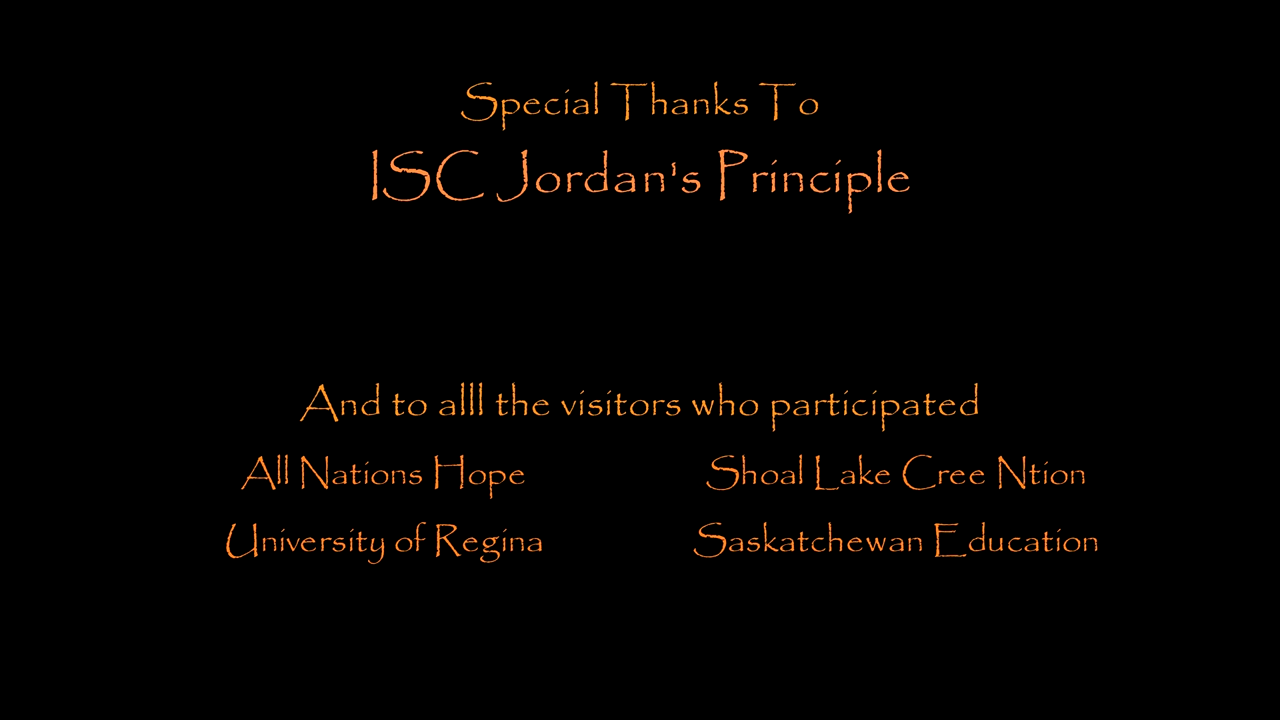 Special Thanks To
ISC Jordan's Principle
And to alll the visitors who participated
All Nations Hope Shoal Lake Cree Ntion
University of Regina Saskatchewan Education